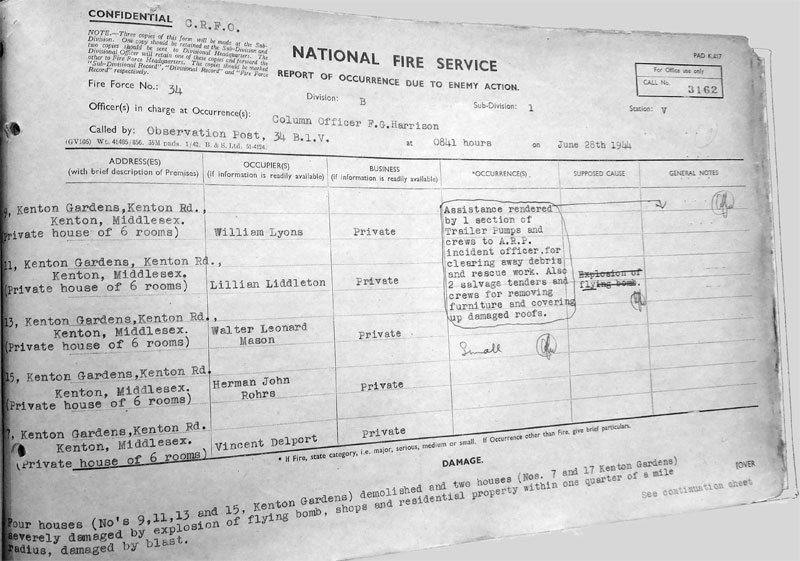 CONFIDENTIAL C.R.F.O.
NOTE.—Three copies of this form will be made at the Sub-
Division. One copy should be retained at the Sub-Division and
two copies should be sent to Divisional Headquarters. The
Divisional Officer will retain one of these copies and forward the
other to Fire Force Headquarters. The copies should be marked
"Sub-Divisional Record", "Divisional Record" and "Fire Force
Record" respectively.
NATIONAL FIRE SERVICE
REPORT OF OCCURRENCE DUE TO ENEMY ACTION.
PAD K.417
For Office use only
CALL No. 3162
Fire Force No.: 34 Division: B Sub-Division: 1 Station: V
Officer(s) in charge at Occurrence(s): Column Officer F.G.Harrison
Called by: Observation Post, 34 B.1.V. at 0841 hours on June 28th 1944
ADDRESS(ES)
(with brief description of Premises)
OCCUPIER(S)
(If information is readily available)
BUSINESS
(if information is readily available)
*OCCURRENCE(S).
SUPPOSED CAUSE
GENERAL NOTES
9, Kenton Gardens,Kenton Rd.,
Kenton, Middlesex.
(Private house of 6 rooms) William Lyons Private
11, Kenton Gardens, Kenton Rd.,
Kenton, Middlesex.
(Private house of 6 rooms) Lillian Liddleton Private
13, Kenton Gardens,Kenton Rd.,
Kenton, Middlesex.
(Private house of 6 rooms) Walter Leonard
Mason Private
15, Kenton Gardens,Kenton Rd.
Kenton, Middlesex.
(Private house of 6 rooms) Herman John
Rohrs Private
7, Kenton Gardens,Kenton Rd.
Kenton, Middlesex.
(Private house of 6 rooms) Vincent Delport Private
Assistance rendered
by 1 section of
Trailer Pumps and
crews to A.R.P.
incident officer,for
clearing away debris
and rescue work. Also
2 salvage tenders and
crews for removing
furniture and covering
up damaged roofs.
Small
Explosion of
flying bomb.
* If Fire, state category, i.e. major, serious, medium or small. If Occurrence other than Fire, give brief particulars.
DAMAGE.
Four houses (No's 9,11,13 and 15, Kenton Gardens) demolished and two houses (Nos. 7 and 17 Kenton Gardens)
severely damaged by explosion of flying bomb, shops and residential property within one quarter of a mile
radius, damaged by blast.
[OVER
See continuation sheet